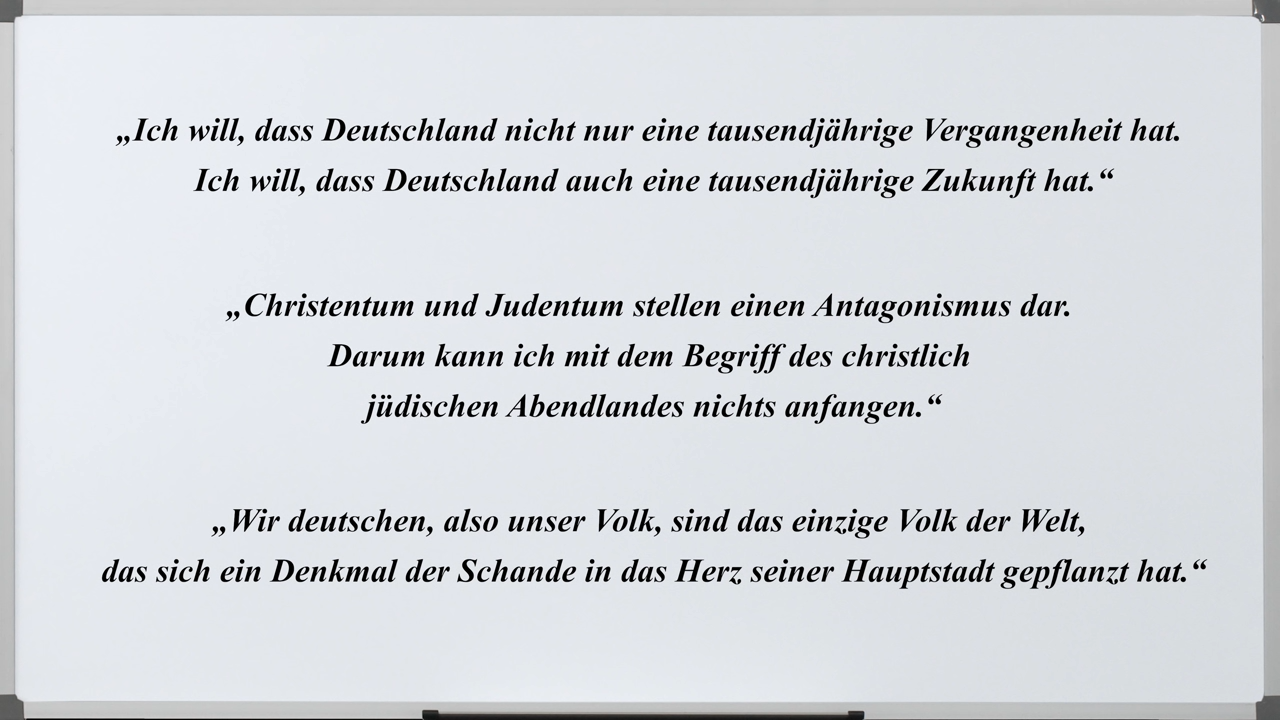 „Ich will, dass Deutschland nicht nur eine tausendjährige Vergangenheit hat.
Ich will, dass Deutschland auch eine tausendjährige Zukunft hat.“
„Christentum und Judentum stellen einen Antagonismus dar.
Darum kann ich mit dem Begriff des christlich
jüdischen Abendlandes nichts anfangen.“
„Wir deutschen, also unser Volk, sind das einzige Volk der Welt,
das sich ein Denkmal der Schande in das Herz seiner Hauptstadt gepflanzt hat.“